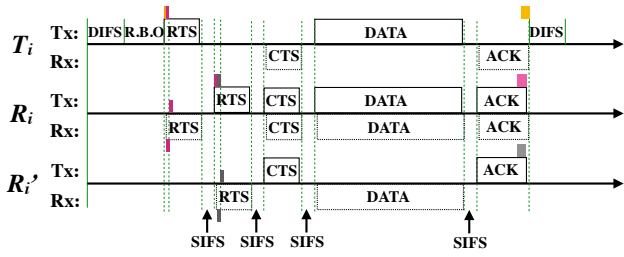 Tᵢ Tx: DIFS R.B.O RTS DATA DIFS
Rx: CTS ACK
Rᵢ Tx: RTS CTS DATA ACK
Rx: RTS CTS DATA ACK
Rᵢ’ Tx: CTS ACK
Rx: RTS DATA
SIFS SIFS SIFS SIFS